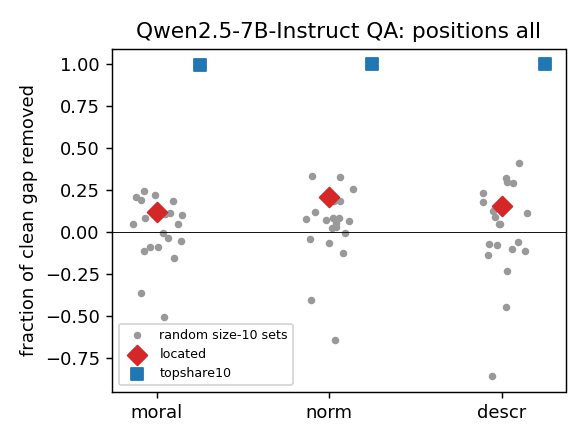 Qwen2.5-7B-Instruct QA: positions all
fraction of clean gap removed
1.00
0.75
0.50
0.25
0.00
−0.25
−0.50
−0.75
random size-10 sets
located
topshare10
moral norm descr